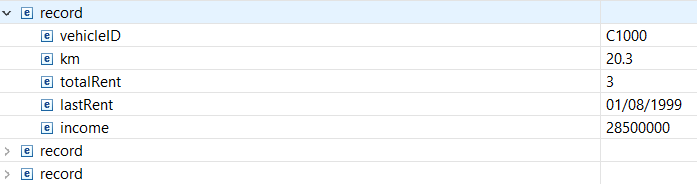 record
vehicleID C1000
km 20.3
totalRent 3
lastRent 01/08/1999
income 28500000
record
record